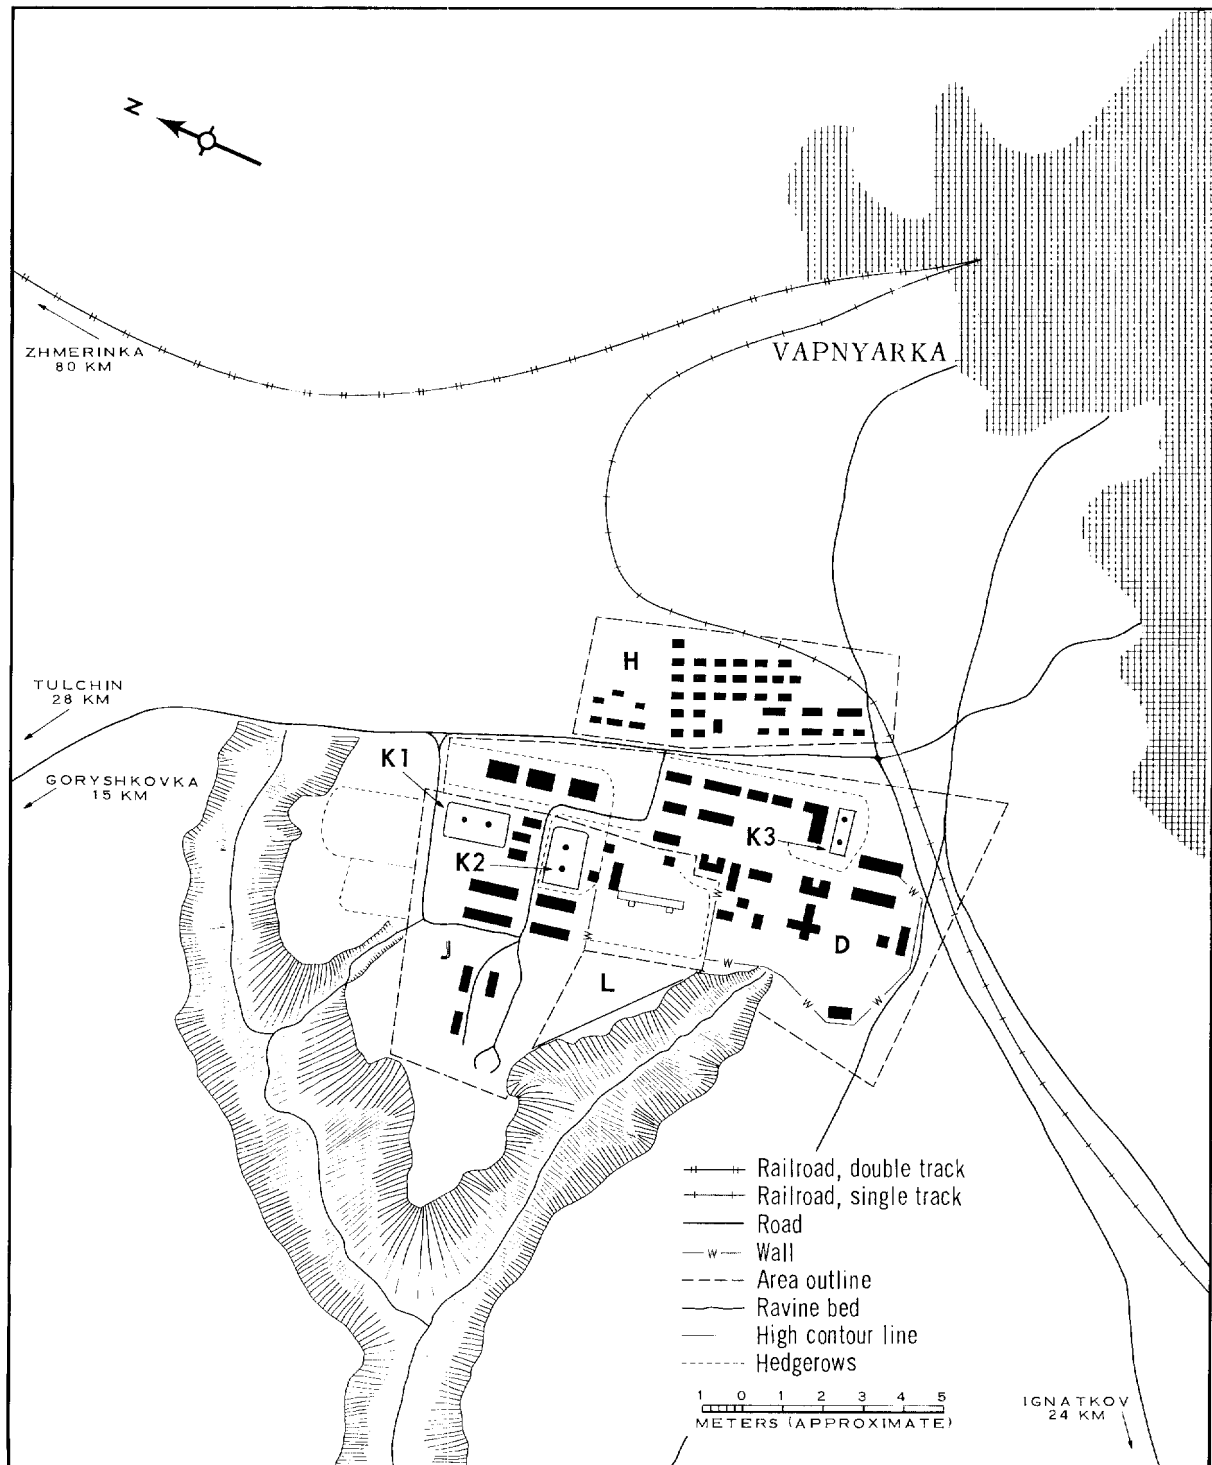 N
ZHMERINKA
80 KM
VAPNYARKA
H
TULCHIN
28 KM
K1
GORYSHKOVKA
15 KM
K3
K2
W
W
D
J
W
W
L
W
W
Railroad, double track
Railroad, single track
Road
W Wall
Area outline
Ravine bed
High contour line
Hedgerows
1 0 1 2 3 4 5
METERS (APPROXIMATE)
IGNATKOV
24 KM